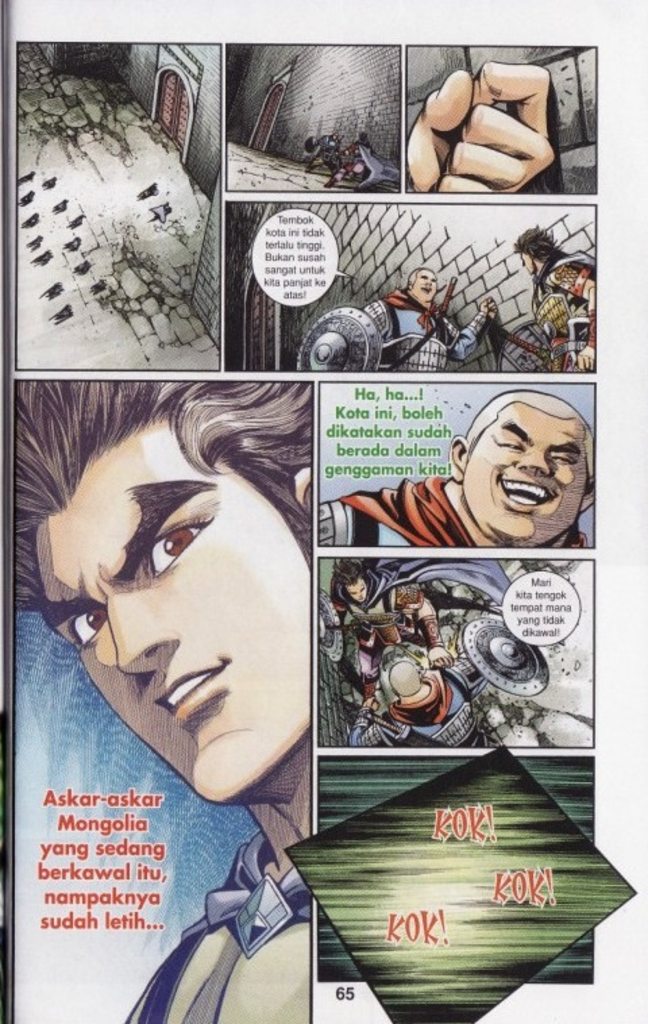 Tembok
kota ini tidak
terlalu tinggi.
Bukan susah
sangat untuk
kita panjat ke
atas!
Ha, ha...!
Kota ini, boleh
dikatakan sudah
berada dalam
genggaman kita!
Mari
kita tengok
tempat mana
yang tidak
dikawal!
Askar-askar
Mongolia
yang sedang
berkawal itu,
nampaknya
sudah letih...
KOK!
KOK!
KOK!
65